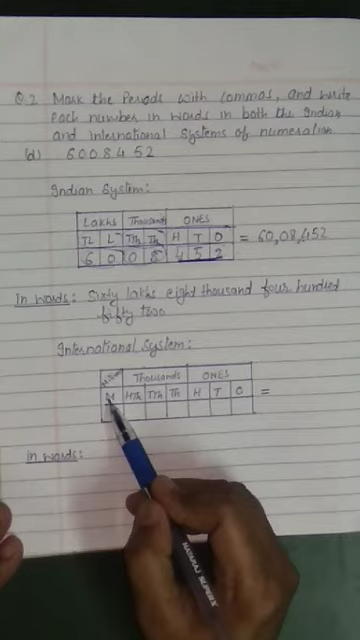 Q.2 Mark the Periods with commas, and write
each number in words in both the Indian
and international systems of numeration.
(d) 6008452
Indian System:
Lakhs Thousands ONES
TL L TTh Th H T O = 60,08,452
6 0 0 8 4 5 2
In words: Sixty lakhs eight thousand four hundred
fifty two
International System:
Thousands ONES
M HTh TTh Th H T O =
In words: